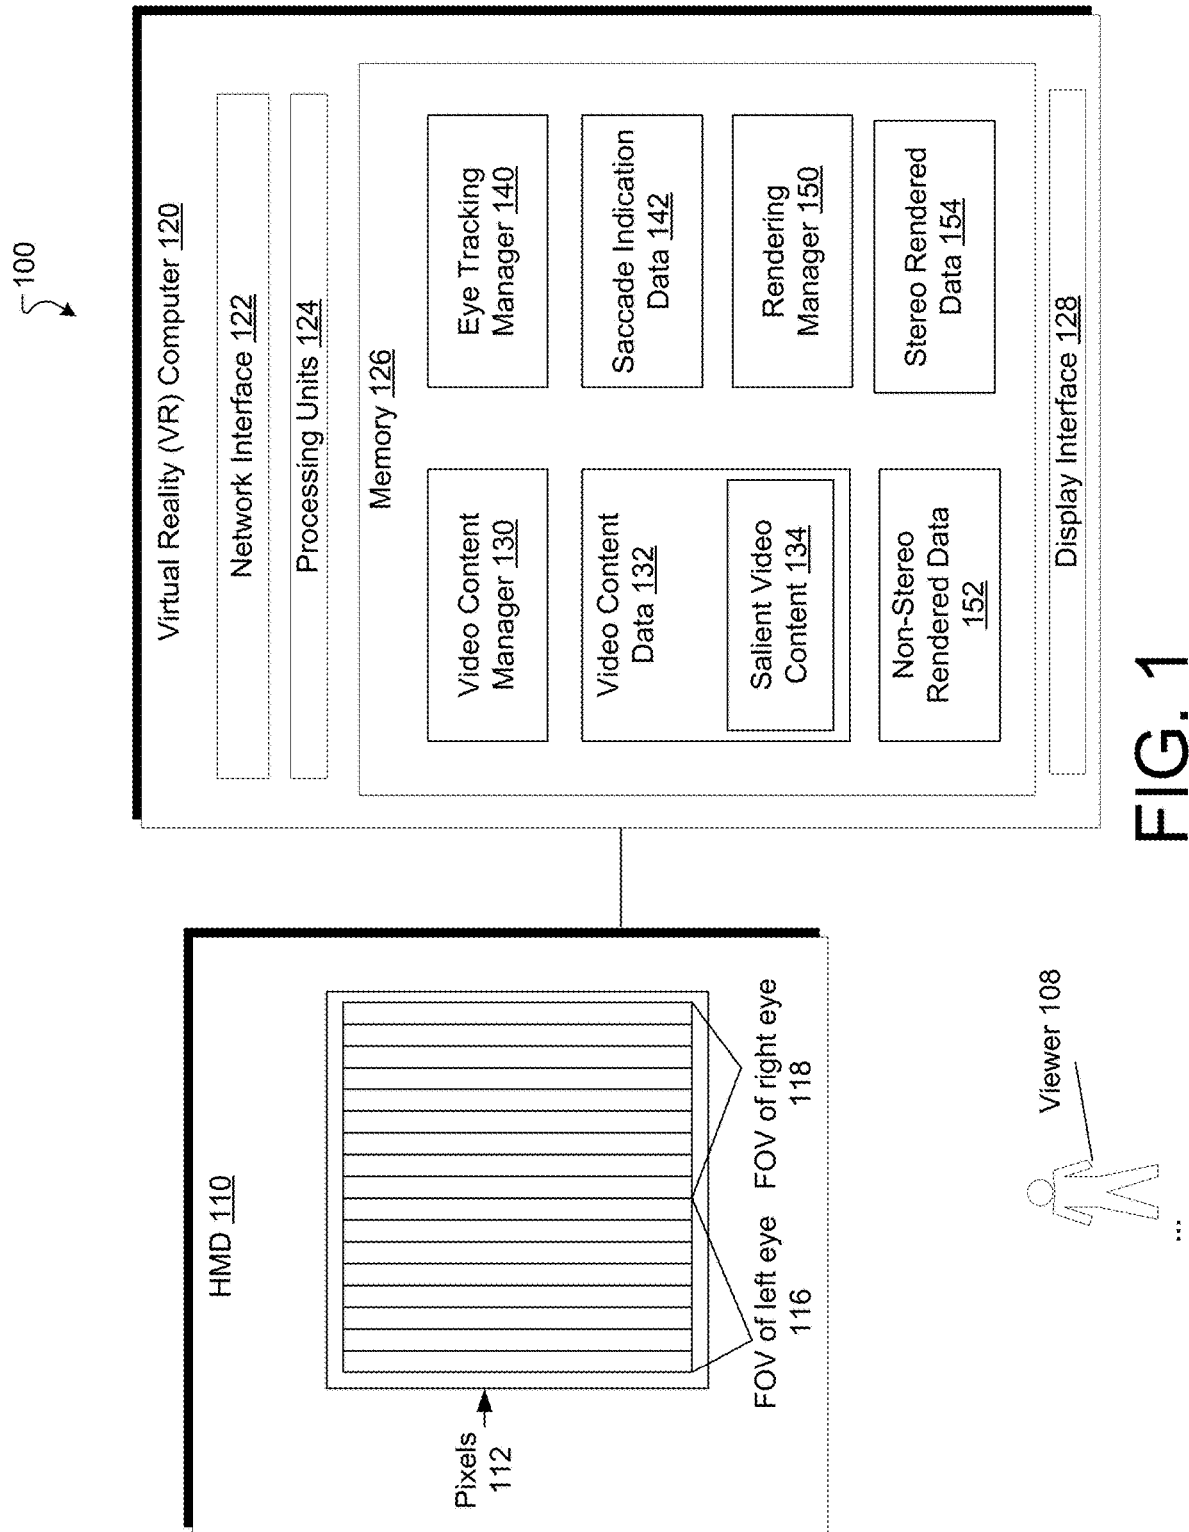 100
HMD 110
Pixels
112
FOV of left eye
116
FOV of right eye
118
Viewer 108
...
Virtual Reality (VR) Computer 120
Network Interface 122
Processing Units 124
Memory 126
Video Content
Manager 130
Eye Tracking
Manager 140
Video Content
Data 132
Salient Video
Content 134
Saccade Indication
Data 142
Rendering
Manager 150
Non-Stereo
Rendered Data
152
Stereo Rendered
Data 154
Display Interface 128
FIG. 1